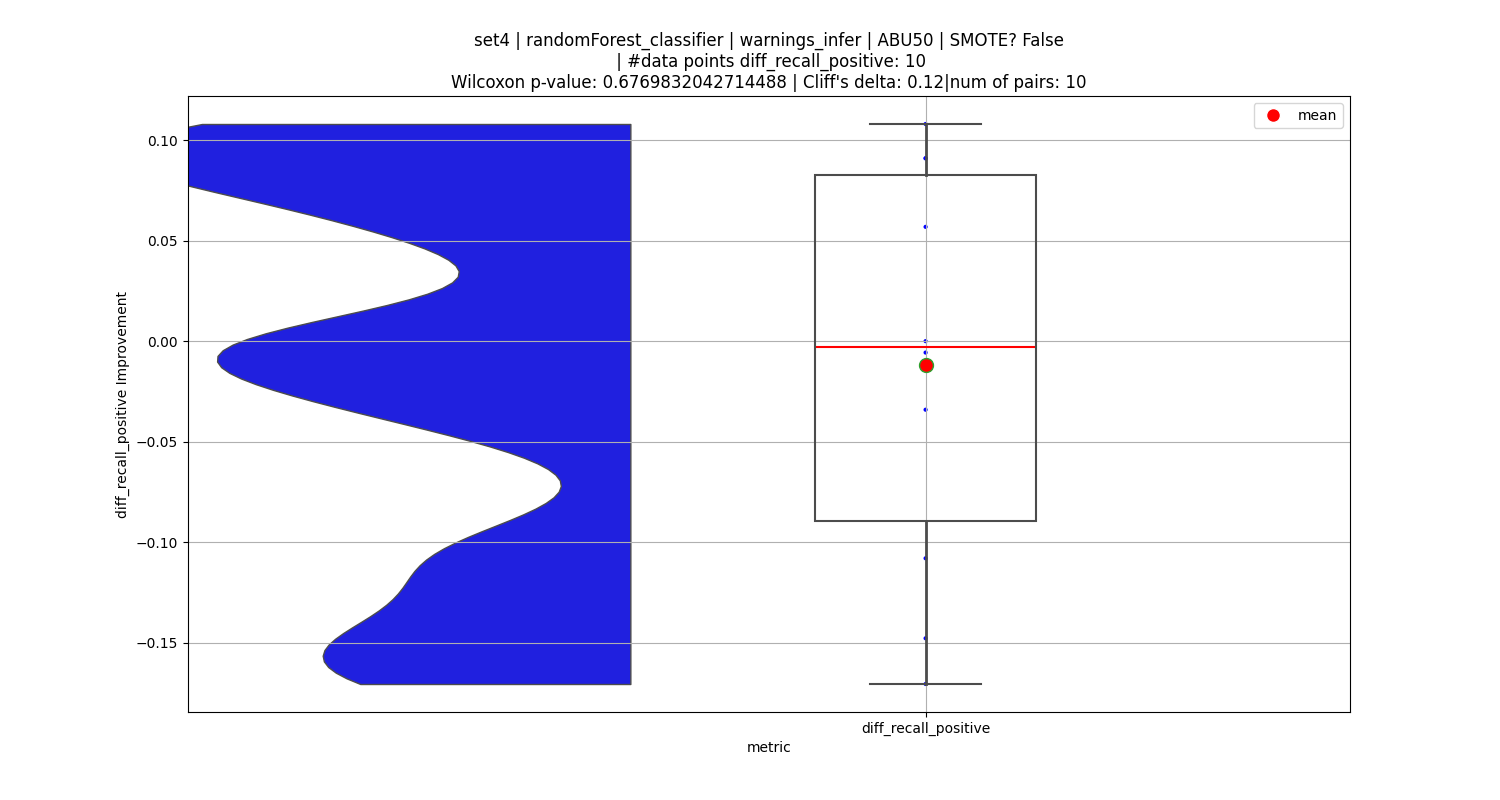 set4 | randomForest_classifier | warnings_infer | ABU50 | SMOTE? False
| #data points diff_recall_positive: 10
Wilcoxon p-value: 0.6769832042714488 | Cliff's delta: 0.12|num of pairs: 10
mean
0.10
0.05
0.00
−0.05
−0.10
−0.15
diff_recall_positive Improvement
diff_recall_positive
metric